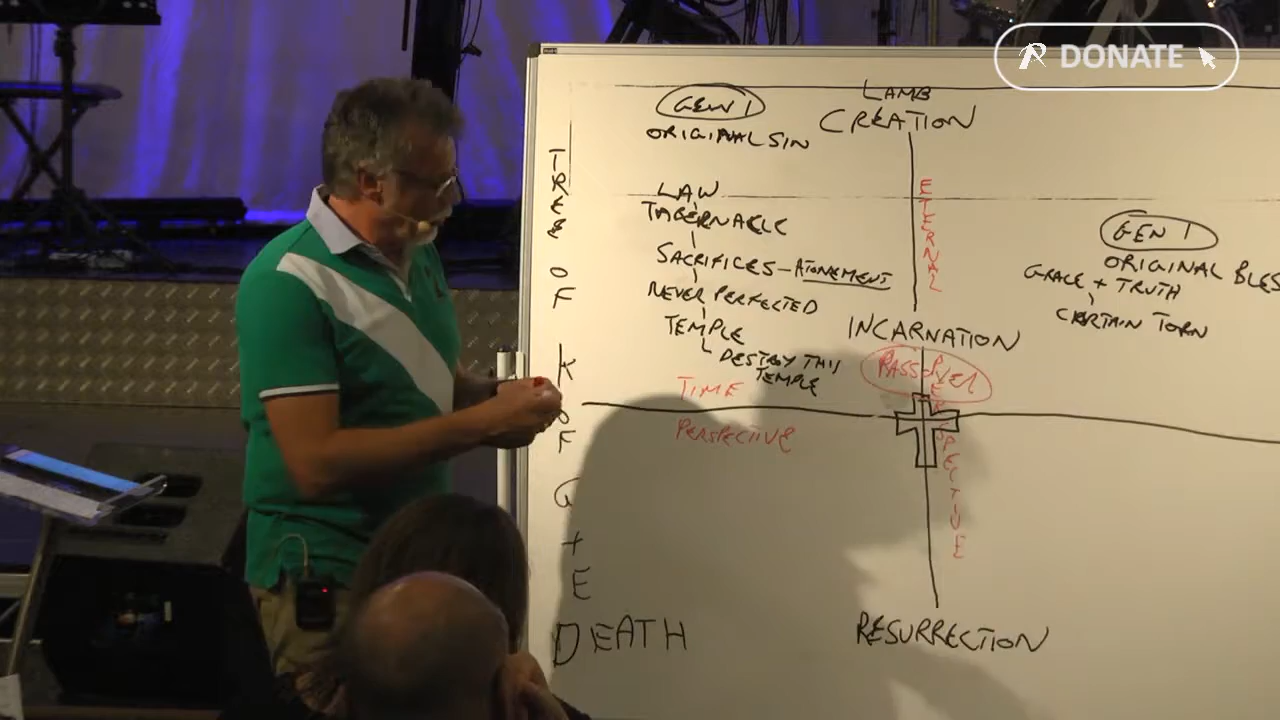 DONATE
LAMB
CREATION
GEN 1
ORIGINAL SIN
LAW
TABERNACLE
SACRIFICES - ATONEMENT
NEVER PERFECTED
TEMPLE
DESTROY THIS
TEMPLE
TIME
PERSPECTIVE
TREE OF K OF G + E
DEATH
ETERNAL
PERSPECTIVE
INCARNATION
PASSOVER
RESURRECTION
GEN 1
ORIGINAL BLES
GRACE + TRUTH
CERTAIN TORN